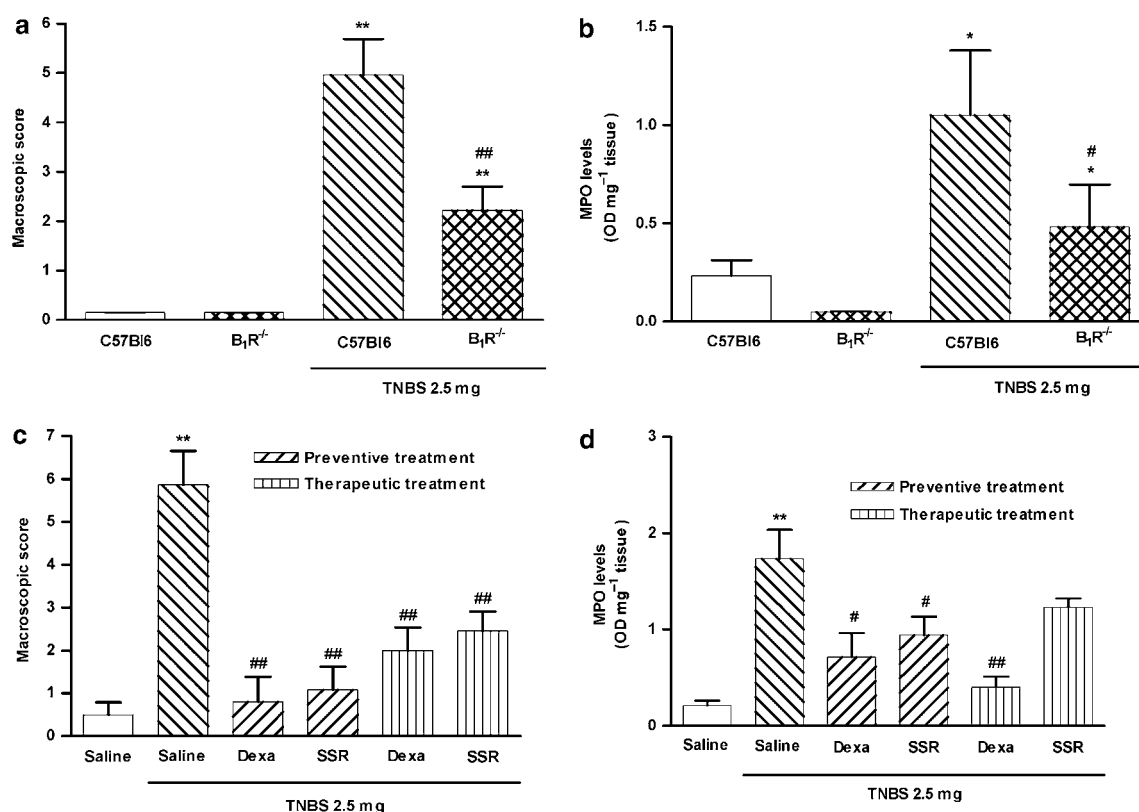 a
6
5
4
3
2
1
0
Macroscopic score
**
##
**
C57Bl6
B1R-/-
C57Bl6
B1R-/-
TNBS 2.5 mg
b
1.5
1.0
0.5
0.0
MPO levels
(OD mg−1 tissue )
*
#
*
C57Bl6
B1R-/-
C57Bl6
B1R-/-
TNBS 2.5 mg
c
7
6
5
4
3
2
1
0
Macroscopic score
**
Preventive treatment
Therapeutic treatment
##
##
##
##
Saline
Saline
Dexa
SSR
Dexa
SSR
TNBS 2.5 mg
d
3
2
1
0
MPO levels
(OD mg−1 tissue )
Preventive treatment
Therapeutic treatment
**
#
#
##
Saline
Saline
Dexa
SSR
Dexa
SSR
TNBS 2.5 mg